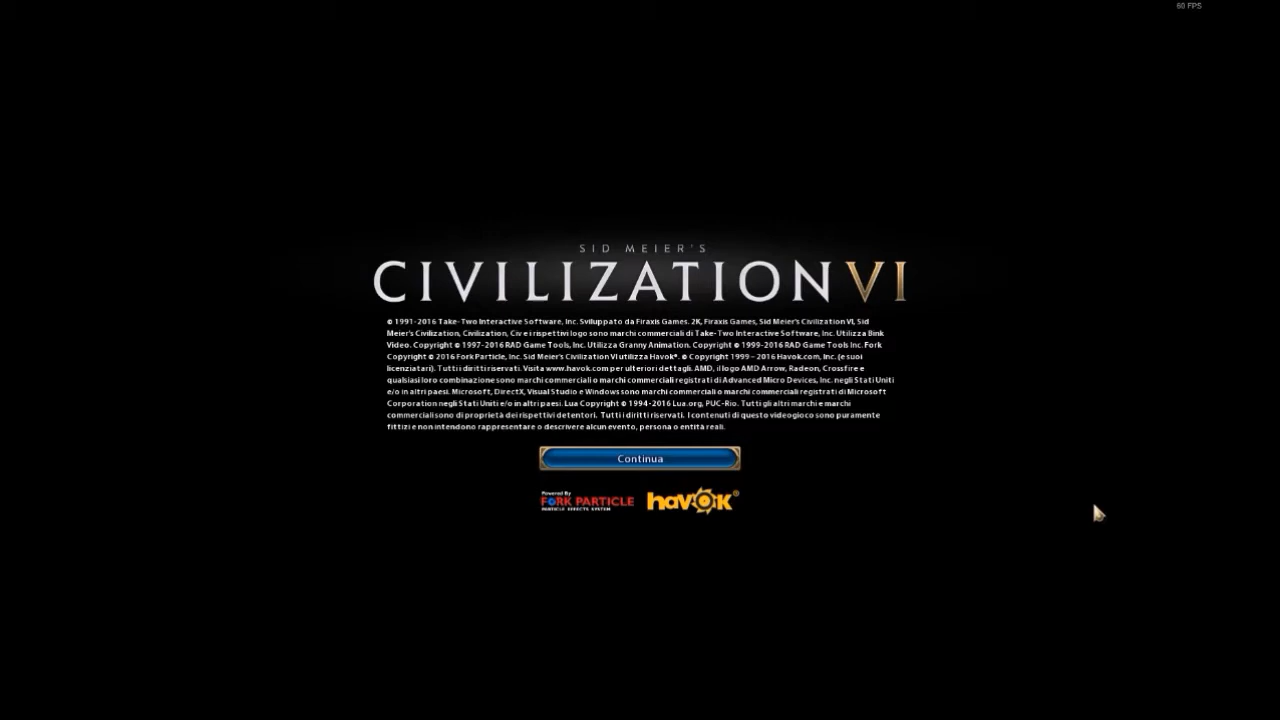 60 FPS
SID MEIER'S
CIVILIZATION VI
© 1991-2016 Take-Two Interactive Software, Inc. Sviluppato da Firaxis Games. 2K, Firaxis Games, Sid Meier's Civilization VI, Sid
Meier's Civilization, Civilization, Civ e i rispettivi logo sono marchi commerciali di Take-Two Interactive Software, Inc. Utilizza Bink
Video. Copyright © 1997-2016 RAD Game Tools, Inc. Utilizza Granny Animation. Copyright © 1999-2016 RAD Game Tools Inc. Fork
Copyright © 2016 Fork Particle, Inc. Sid Meier's Civilization VI utilizza Havok®. © Copyright 1999 – 2016 Havok.com, Inc. (e suoi
licenziatari). Tutti i diritti riservati. Visita www.havok.com per ulteriori dettagli. AMD, il logo AMD Arrow, Radeon, Crossfire e
qualsiasi loro combinazione sono marchi commerciali o marchi commerciali registrati di Advanced Micro Devices, Inc. negli Stati Uniti
e/o in altri paesi. Microsoft, DirectX, Visual Studio e Windows sono marchi commerciali o marchi commerciali registrati di Microsoft
Corporation negli Stati Uniti e/o in altri paesi. Lua Copyright © 1994-2016 Lua.org, PUC-Rio. Tutti gli altri marchi e marchi
commerciali sono di proprietà dei rispettivi detentori. Tutti i diritti riservati. I contenuti di questo videogioco sono puramente
fittizi e non intendono rappresentare o descrivere alcun evento, persona o entità reali.
Continua
Powered By
FORK PARTICLE
PARTICLE EFFECTS SYSTEM
havok®